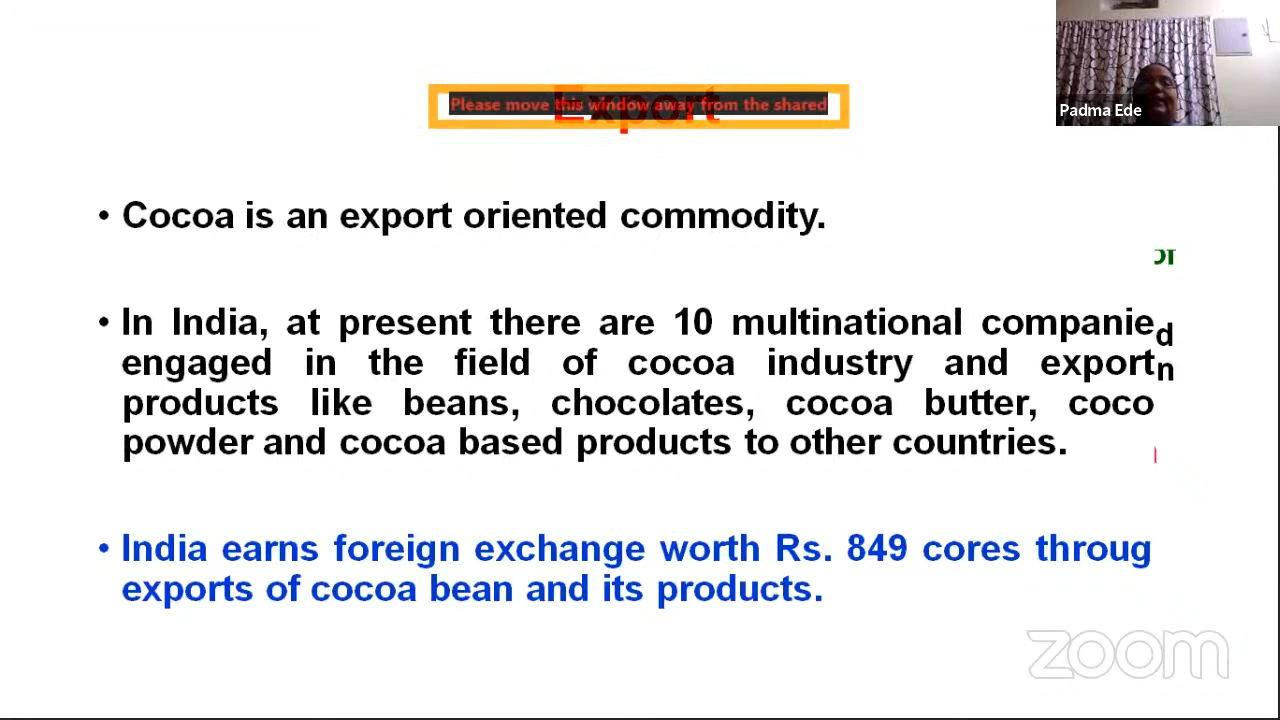 Export
Please move this window away from the shared
Padma Ede
• Cocoa is an export oriented commodity.
• In India, at present there are 10 multinational companie
engaged in the field of cocoa industry and export
products like beans, chocolates, cocoa butter, coco
powder and cocoa based products to other countries.
d
n
• India earns foreign exchange worth Rs. 849 cores throug
exports of cocoa bean and its products.
zoom